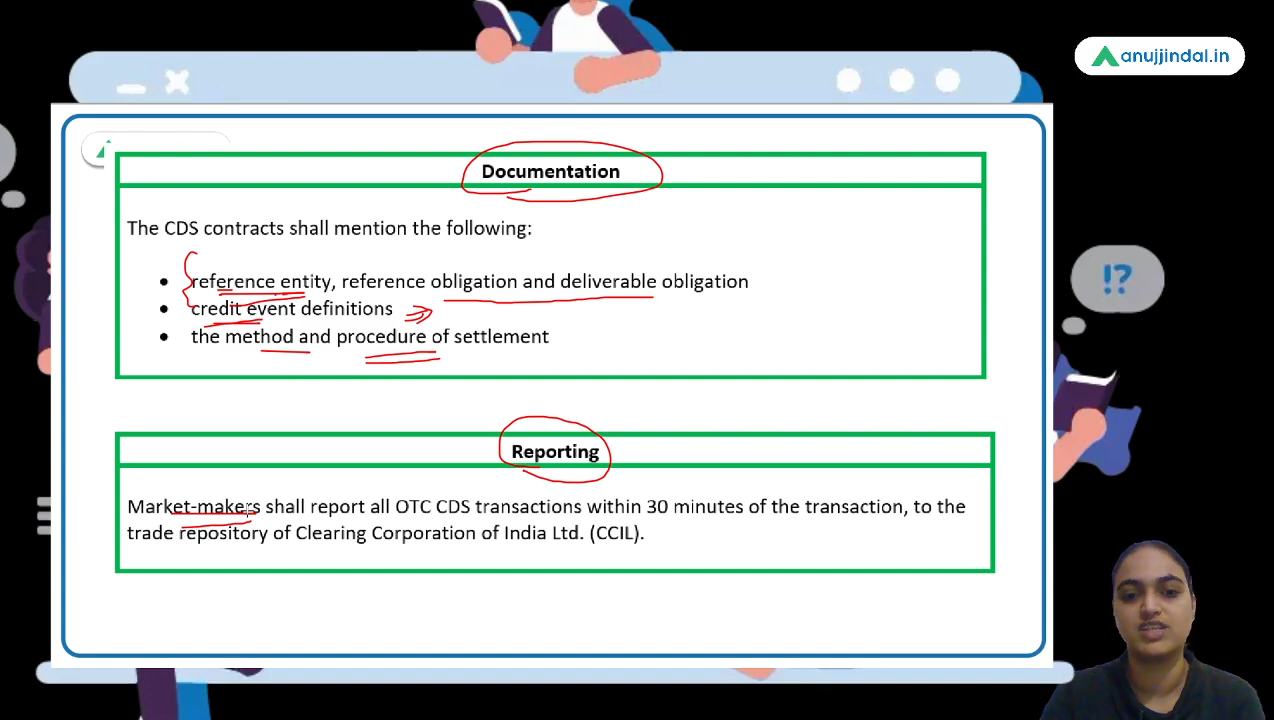 anujjindal.in
Documentation
The CDS contracts shall mention the following:
• reference entity, reference obligation and deliverable obligation
• credit event definitions
• the method and procedure of settlement
!?
Reporting
Market-makers shall report all OTC CDS transactions within 30 minutes of the transaction, to the
trade repository of Clearing Corporation of India Ltd. (CCIL).